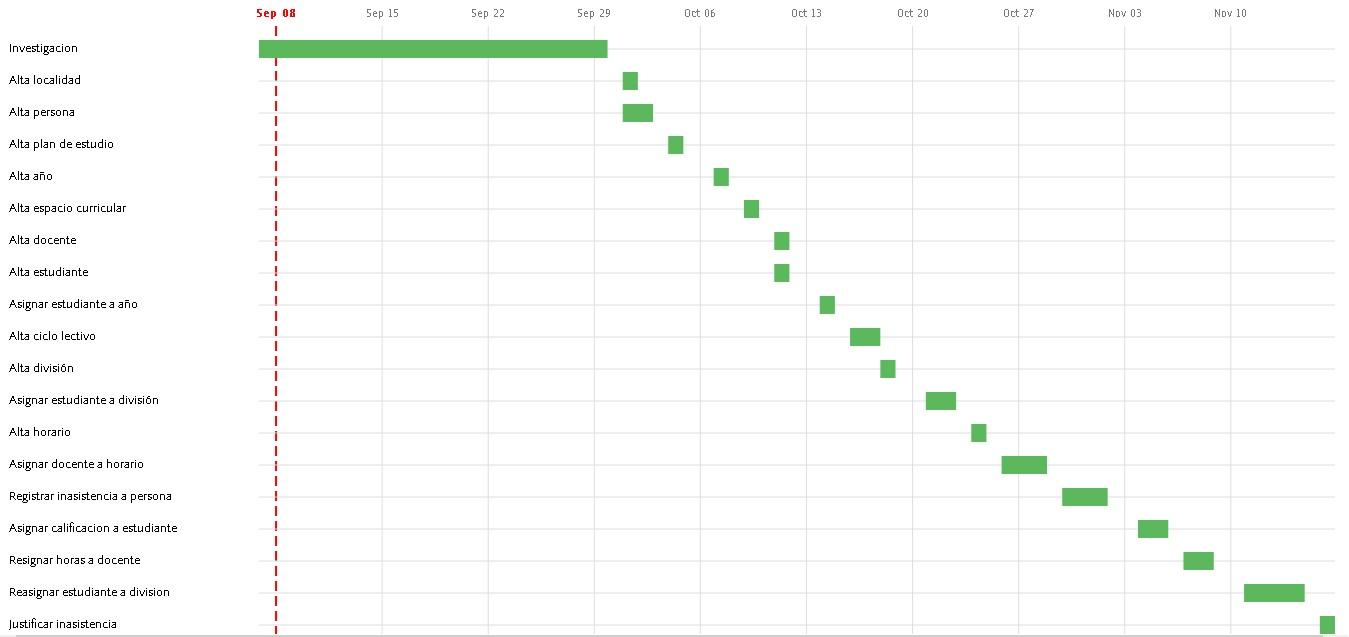 Sep 08 Sep 15 Sep 22 Sep 29 Oct 06 Oct 13 Oct 20 Oct 27 Nov 03 Nov 10
Investigacion
Alta localidad
Alta persona
Alta plan de estudio
Alta año
Alta espacio curricular
Alta docente
Alta estudiante
Asignar estudiante a año
Alta ciclo lectivo
Alta división
Asignar estudiante a división
Alta horario
Asignar docente a horario
Registrar inasistencia a persona
Asignar calificacion a estudiante
Resignar horas a docente
Reasignar estudiante a division
Justificar inasistencia